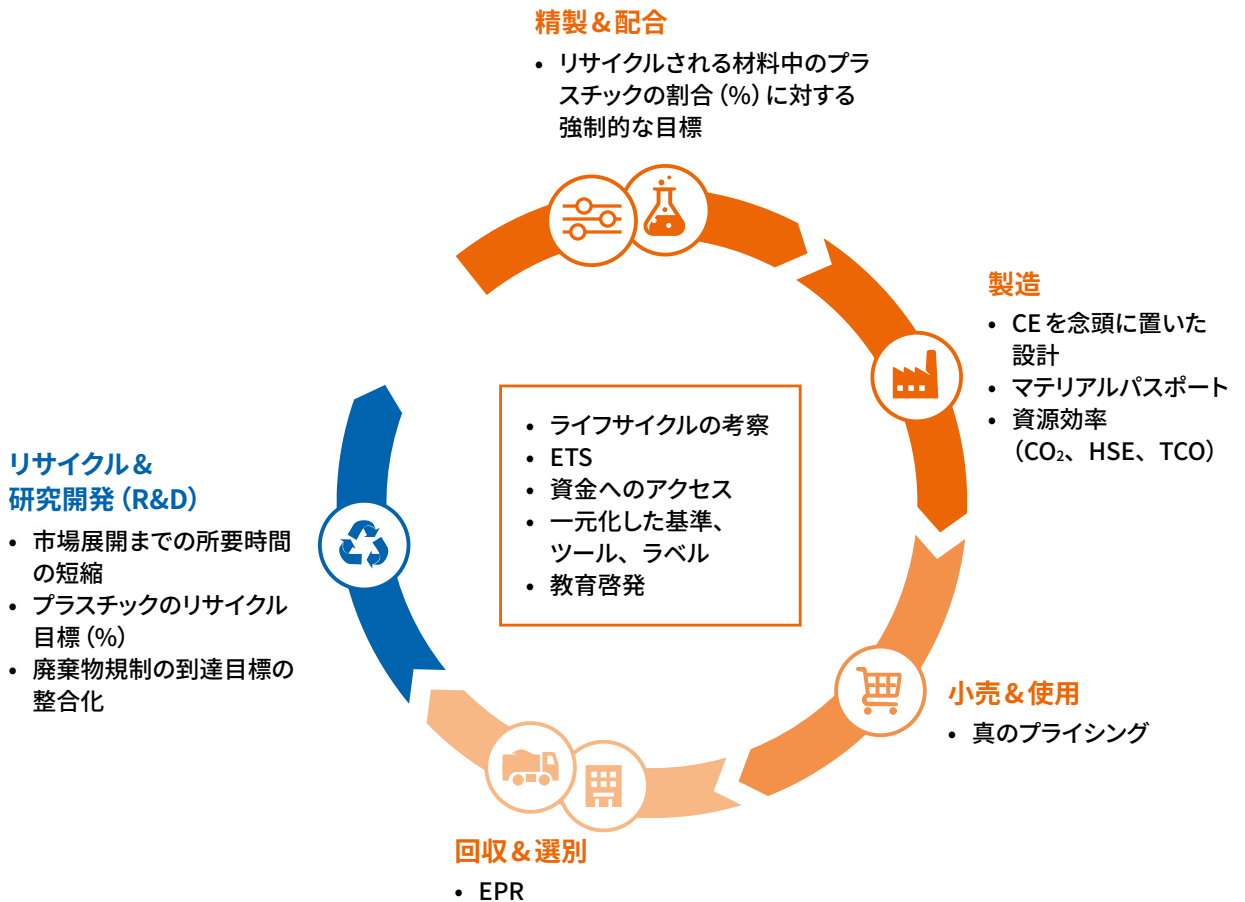 精製&配合
• リサイクルされる材料中のプラ
スチックの割合（%）に対する
強制的な目標
製造
• CEを念頭に置いた
設計
• マテリアルパスポート
• 資源効率
（CO₂、HSE、TCO）
• ライフサイクルの考察
• ETS
• 資金へのアクセス
• 一元化した基準、
ツール、ラベル
• 教育啓発
リサイクル&
研究開発（R&D）
• 市場展開までの所要時間
の短縮
• プラスチックのリサイクル
目標（%）
• 廃棄物規制の到達目標の
整合化
小売&使用
• 真のプライシング
回収&選別
• EPR